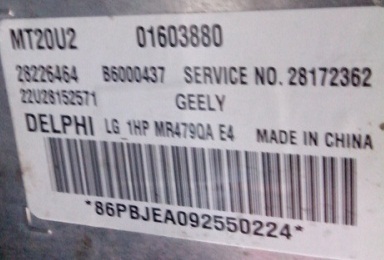 MT20U2 01603880
28226464 B6000437 SERVICE NO. 28172362
22U28152571 GEELY
DELPHI LG_1HP MR479QA E4 MADE IN CHINA
*86PBJEA092550224*